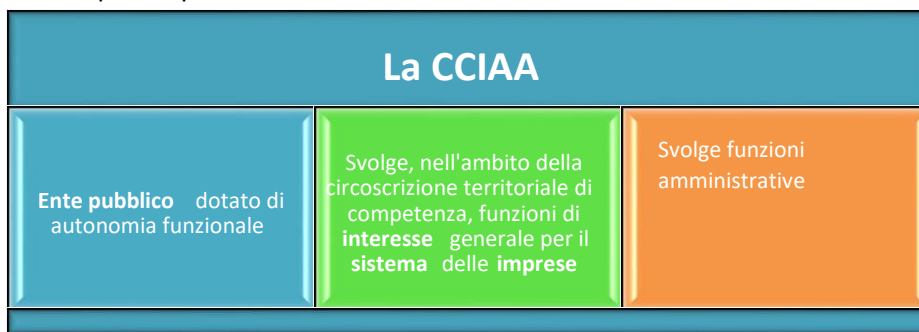 La CCIAA
Ente pubblico dotato di
autonomia funzionale
Svolge, nell'ambito della
circoscrizione territoriale di
competenza, funzioni di
interesse generale per il
sistema delle imprese
Svolge funzioni
amministrative